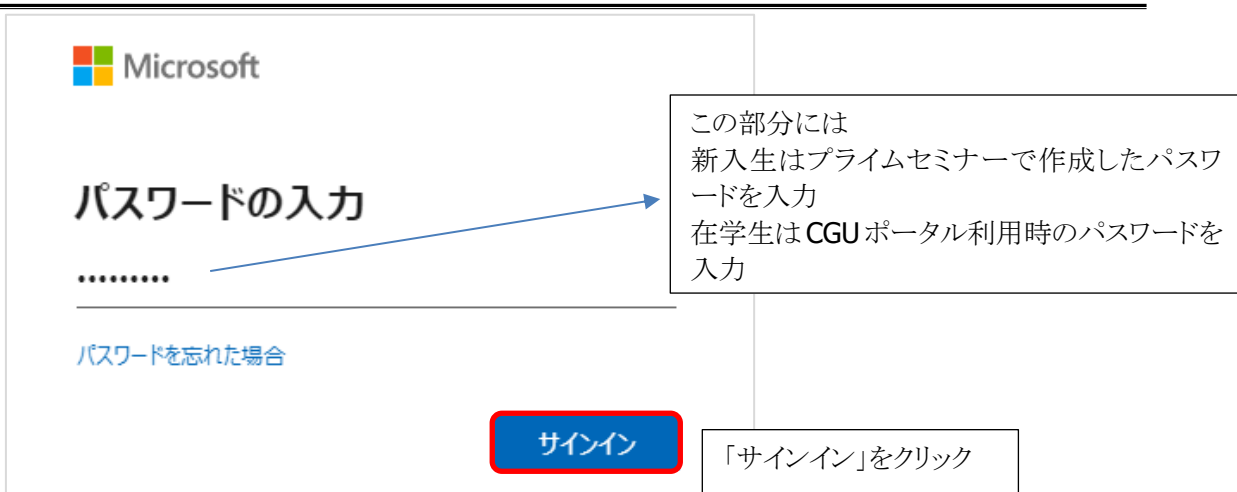 Microsoft
この部分には
新入生はプライムセミナーで作成したパスワ
ードを入力
在学生はCGUポータル利用時のパスワードを
入力
パスワードの入力
•••••••••
パスワードを忘れた場合
サインイン
「サインイン」をクリック